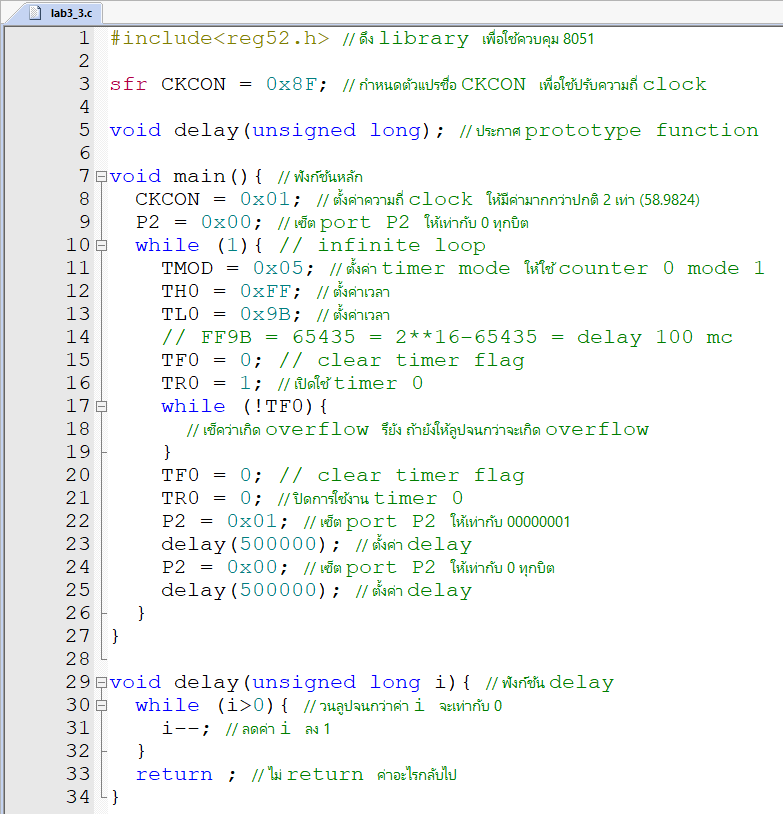 lab3_3.c
1 #include<reg52.h> // ดึง library เพื่อใช้ควบคุม 8051
2
3 sfr CKCON = 0x8F; // กำหนดตัวแปรชื่อ CKCON เพื่อใช้ปรับความถี่ clock
4
5 void delay(unsigned long); // ประกาศ prototype function
6
7 void main(){ // ฟังก์ชันหลัก
8 CKCON = 0x01; // ตั้งค่าความถี่ clock ให้มีค่ามากกว่าปกติ 2 เท่า (58.9824)
9 P2 = 0x00; // เซ็ต port P2 ให้เท่ากับ 0 ทุกบิต
10 while (1){ // infinite loop
11 TMOD = 0x05; // ตั้งค่า timer mode ให้ใช้ counter 0 mode 1
12 TH0 = 0xFF; // ตั้งค่าเวลา
13 TL0 = 0x9B; // ตั้งค่าเวลา
14 // FF9B = 65435 = 2**16-65435 = delay 100 mc
15 TF0 = 0; // clear timer flag
16 TR0 = 1; // เปิดใช้ timer 0
17 while (!TF0){
18 // เช็คว่าเกิด overflow รึยัง ถ้ายังให้ลูปจนกว่าจะเกิด overflow
19 }
20 TF0 = 0; // clear timer flag
21 TR0 = 0; // ปิดการใช้งาน timer 0
22 P2 = 0x01; // เซ็ต port P2 ให้เท่ากับ 00000001
23 delay(500000); // ตั้งค่า delay
24 P2 = 0x00; // เซ็ต port P2 ให้เท่ากับ 0 ทุกบิต
25 delay(500000); // ตั้งค่า delay
26 }
27 }
28
29 void delay(unsigned long i){ // ฟังก์ชัน delay
30 while (i>0){ // วนลูปจนกว่าค่า i จะเท่ากับ 0
31 i--; // ลดค่า i ลง 1
32 }
33 return ; // ไม่ return ค่าอะไรกลับไป
34 }